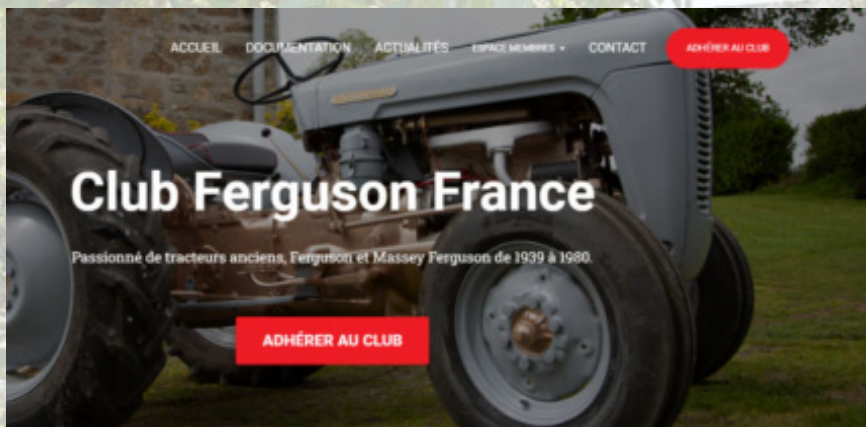 ACCUEIL DOCUMENTATION ACTUALITÉS ESPACE MEMBRES ADHÉRER AU CLUB CONTACT
Club Ferguson France
Passionné de tracteurs anciens, Ferguson et Massey Ferguson de 1939 à 1980.
ADHÉRER AU CLUB